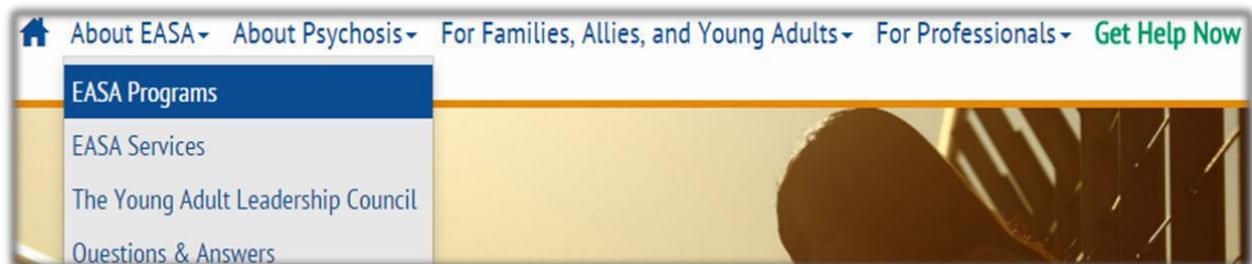 About EASA About Psychosis For Families, Allies, and Young Adults For Professionals Get Help Now
EASA Programs
EASA Services
The Young Adult Leadership Council
Questions & Answers